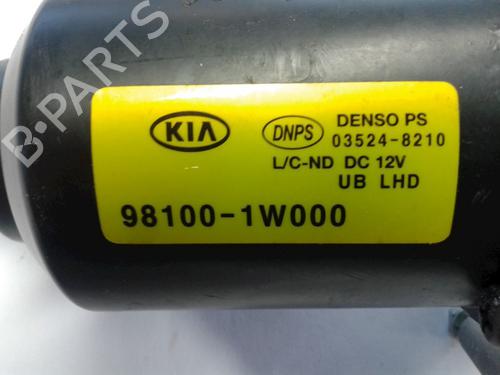 KIA
DNPS
DENSO PS
03524-8210
L/C-ND DC 12V
UB LHD
98100-1W000
B-PARTS